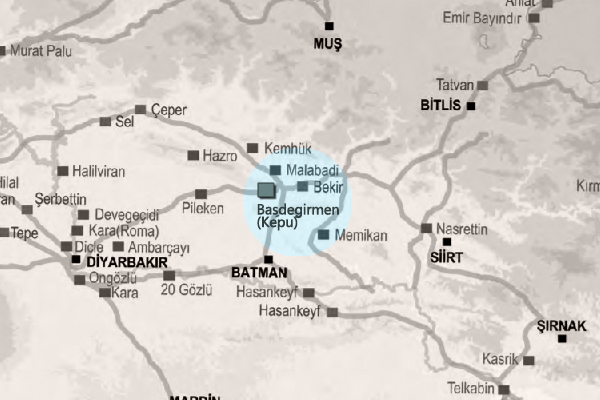 Ahlat
Emir Bayındır
MUŞ
Murat Palu
Tatvan
BİTLİS
Çeper
Sel
Kemhük
Hazro
Malabadi
Halilviran
Bekir
Kırm
Pileken
Şerbettin
Başdegirmen
(Kepu)
Devegeçidi
Kara(Roma)
Nasrettin
Tepe
Memikan
Dicle
Ambarçayı
DİYARBAKIR
SİİRT
BATMAN
Ongözlü
20 Gözlü
Kara
Hasankeyf
Hasankeyf
ŞIRNAK
Kasrik
Telkabin